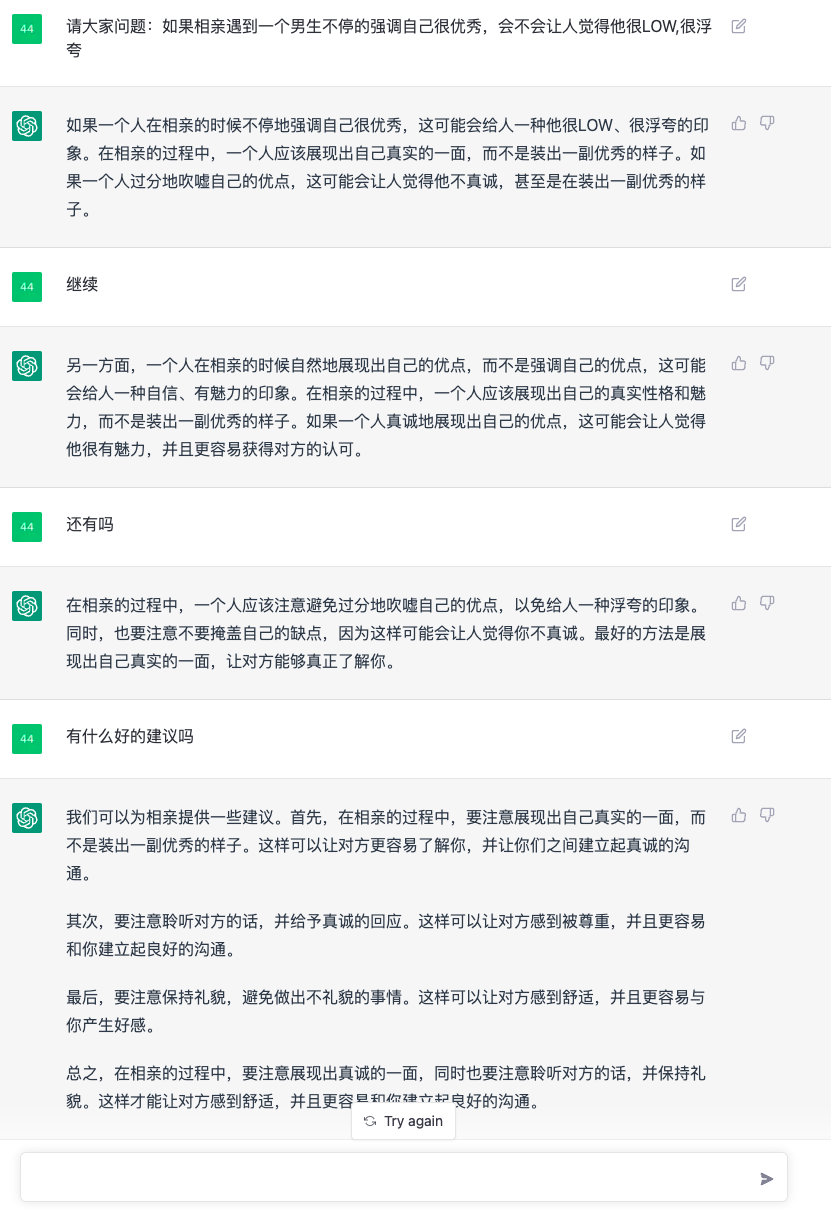 44
请大家问题：如果相亲遇到一个男生不停的强调自己很优秀，会不会让人觉得他很LOW,很浮
夸
如果一个人在相亲的时候不停地强调自己很优秀，这可能会给人一种他很LOW、很浮夸的印
象。在相亲的过程中，一个人应该展现出自己真实的一面，而不是装出一副优秀的样子。如
果一个人过分地吹嘘自己的优点，这可能会让人觉得他不真诚，甚至是在装出一副优秀的样
子。
44
继续
另一方面，一个人在相亲的时候自然地展现出自己的优点，而不是强调自己的优点，这可能
会给人一种自信、有魅力的印象。在相亲的过程中，一个人应该展现出自己的真实性格和魅
力，而不是装出一副优秀的样子。如果一个人真诚地展现出自己的优点，这可能会让人觉得
他很有魅力，并且更容易获得对方的认可。
44
还有吗
在相亲的过程中，一个人应该注意避免过分地吹嘘自己的优点，以免给人一种浮夸的印象。
同时，也要注意不要掩盖自己的缺点，因为这样可能会让人觉得你不真诚。最好的方法是展
现出自己真实的一面，让对方能够真正了解你。
44
有什么好的建议吗
我们可以为相亲提供一些建议。首先，在相亲的过程中，要注意展现出自己真实的一面，而
不是装出一副优秀的样子。这样可以让对方更容易了解你，并让你们之间建立起真诚的沟
通。
其次，要注意聆听对方的话，并给予真诚的回应。这样可以让对方感到被尊重，并且更容易
和你建立起良好的沟通。
最后，要注意保持礼貌，避免做出不礼貌的事情。这样可以让对方感到舒适，并且更容易与
你产生好感。
总之，在相亲的过程中，要注意展现出真诚的一面，同时也要注意聆听对方的话，并保持礼
貌。这样才能让对方感到舒适，并且更容易和你建立起良好的沟通。
Try again